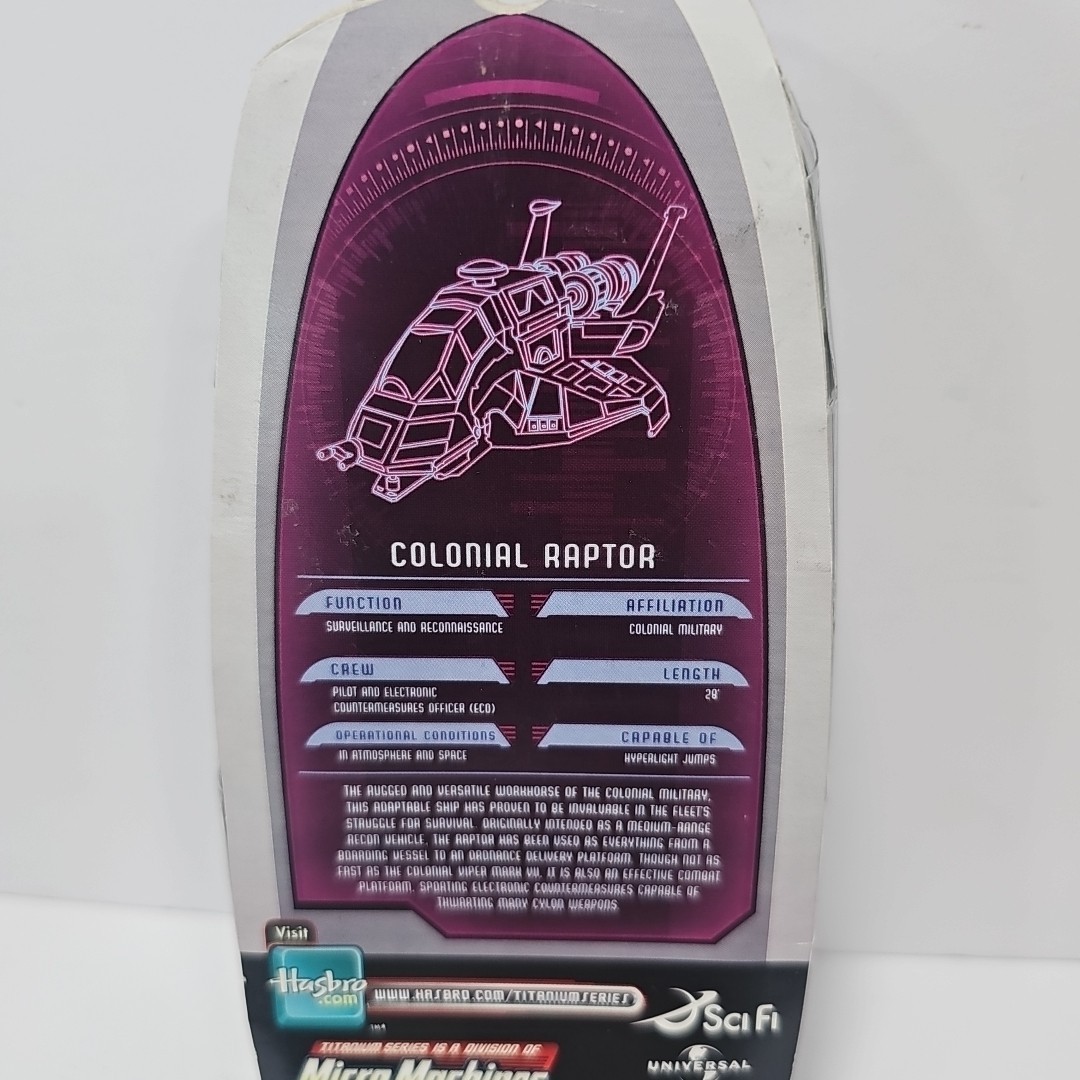 COLONIAL RAPTOR
FUNCTION
SURVEILLANCE AND RECONNAISSANCE
AFFILIATION
COLONIAL MILITARY
CREW
PILOT AND ELECTRONIC
COUNTERMEASURES OFFICER (ECO)
LENGTH
28'
OPERATIONAL CONDITIONS
IN ATMOSPHERE AND SPACE
CAPABLE OF
HYPERLIGHT JUMPS
THE RUGGED AND VERSATILE WORKHORSE OF THE COLONIAL MILITARY,
THIS ADAPTABLE SHIP HAS PROVEN TO BE INVALUABLE IN THE FLEET'S
STRUGGLE FOR SURVIVAL. ORIGINALLY INTENDED AS A MEDIUM-RANGE
RECON VEHICLE, THE RAPTOR HAS BEEN USED AS EVERYTHING FROM A
BOARDING VESSEL TO AN ORDNANCE DELIVERY PLATFORM. THOUGH NOT AS
FAST AS THE COLONIAL VIPER MARK VII, IT IS ALSO AN EFFECTIVE COMBAT
PLATFORM, SPORTING ELECTRONIC COUNTERMEASURES CAPABLE OF
THWARTING MANY CYLON WEAPONS.
Visit
Hasbro
.com
WWW.HASBRO.COM/TITANIUMSERIES
SCI FI
TM
TITANIUM SERIES IS A DIVISION OF
Micro Machines
UNIVERSAL